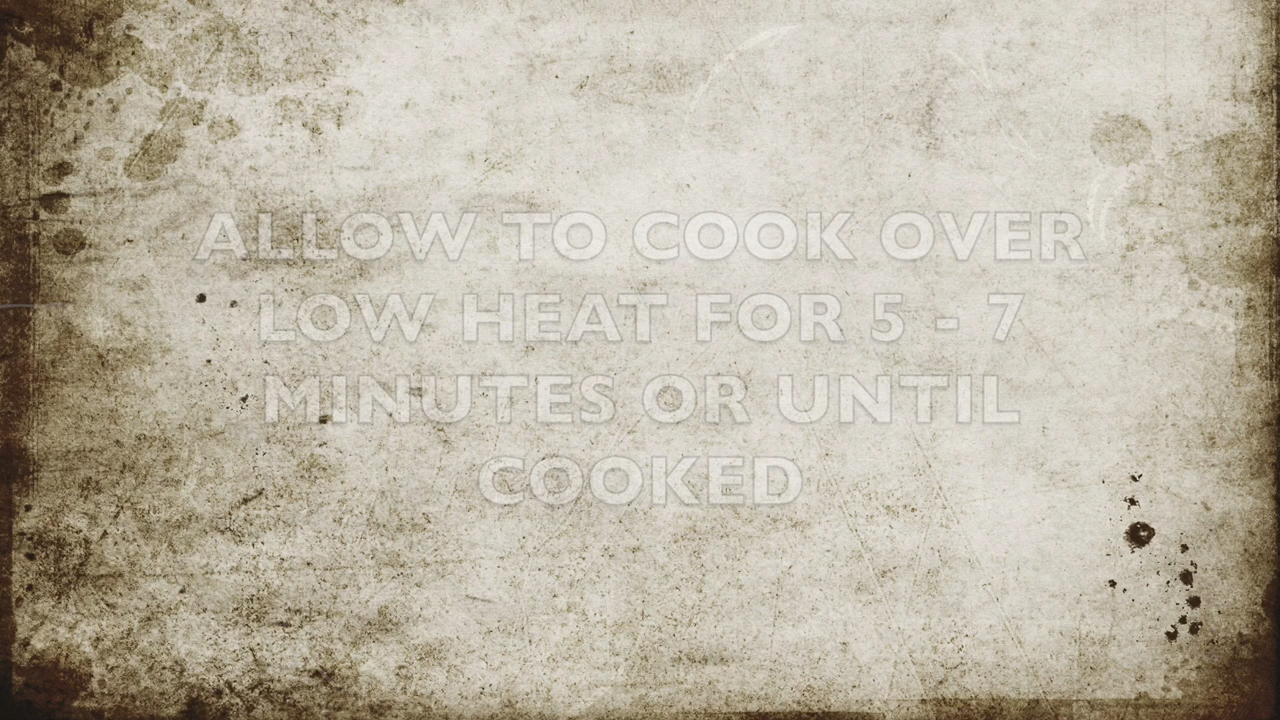 ALLOW TO COOK OVER
LOW HEAT FOR 5 - 7
MINUTES OR UNTIL
COOKED